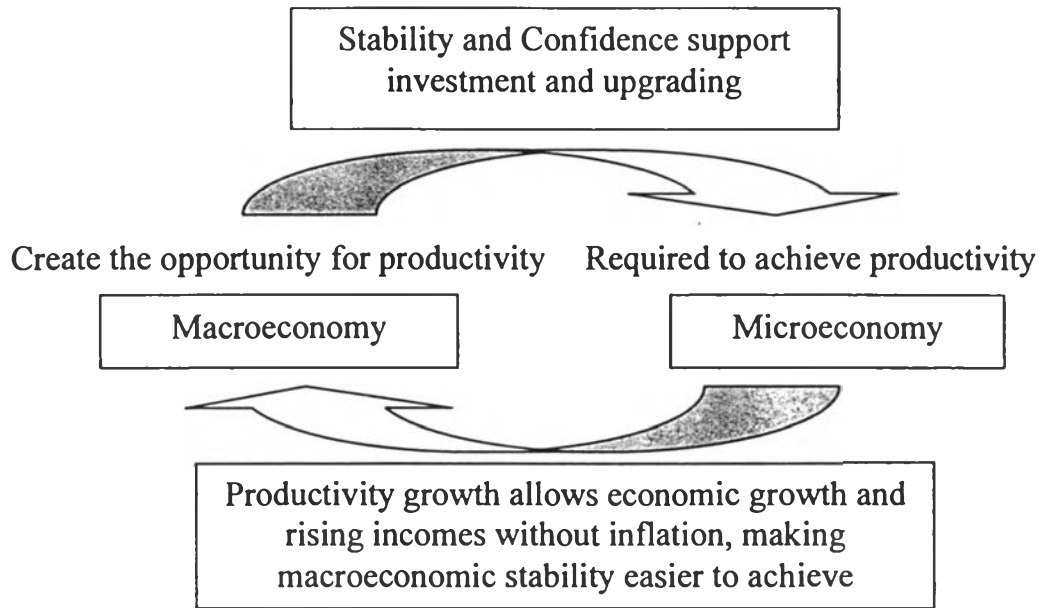 Stability and Confidence support
investment and upgrading
Create the opportunity for productivity
Required to achieve productivity
Macroeconomy
Microeconomy
Productivity growth allows economic growth and
rising incomes without inflation, making
macroeconomic stability easier to achieve